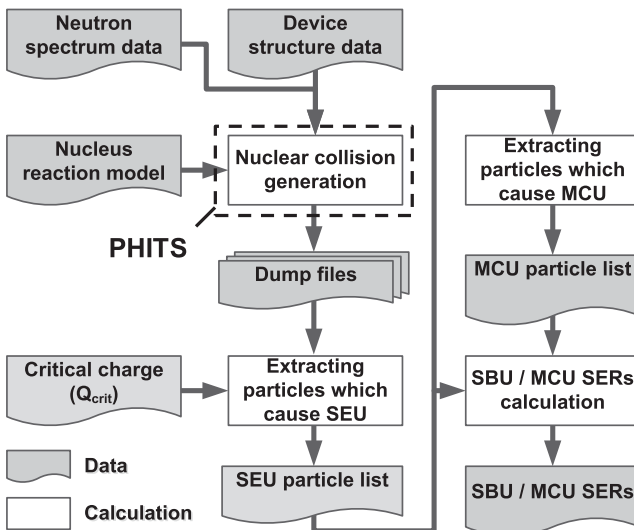 Neutron
spectrum data
Device
structure data
Nucleus
reaction model
Nuclear collision
generation
PHITS
Dump files
Critical charge
(Qcrit)
Extracting
particles which
cause SEU
SEU particle list
Data
Calculation
Extracting
particles which
cause MCU
MCU particle list
SBU / MCU SERs
calculation
SBU / MCU SERs